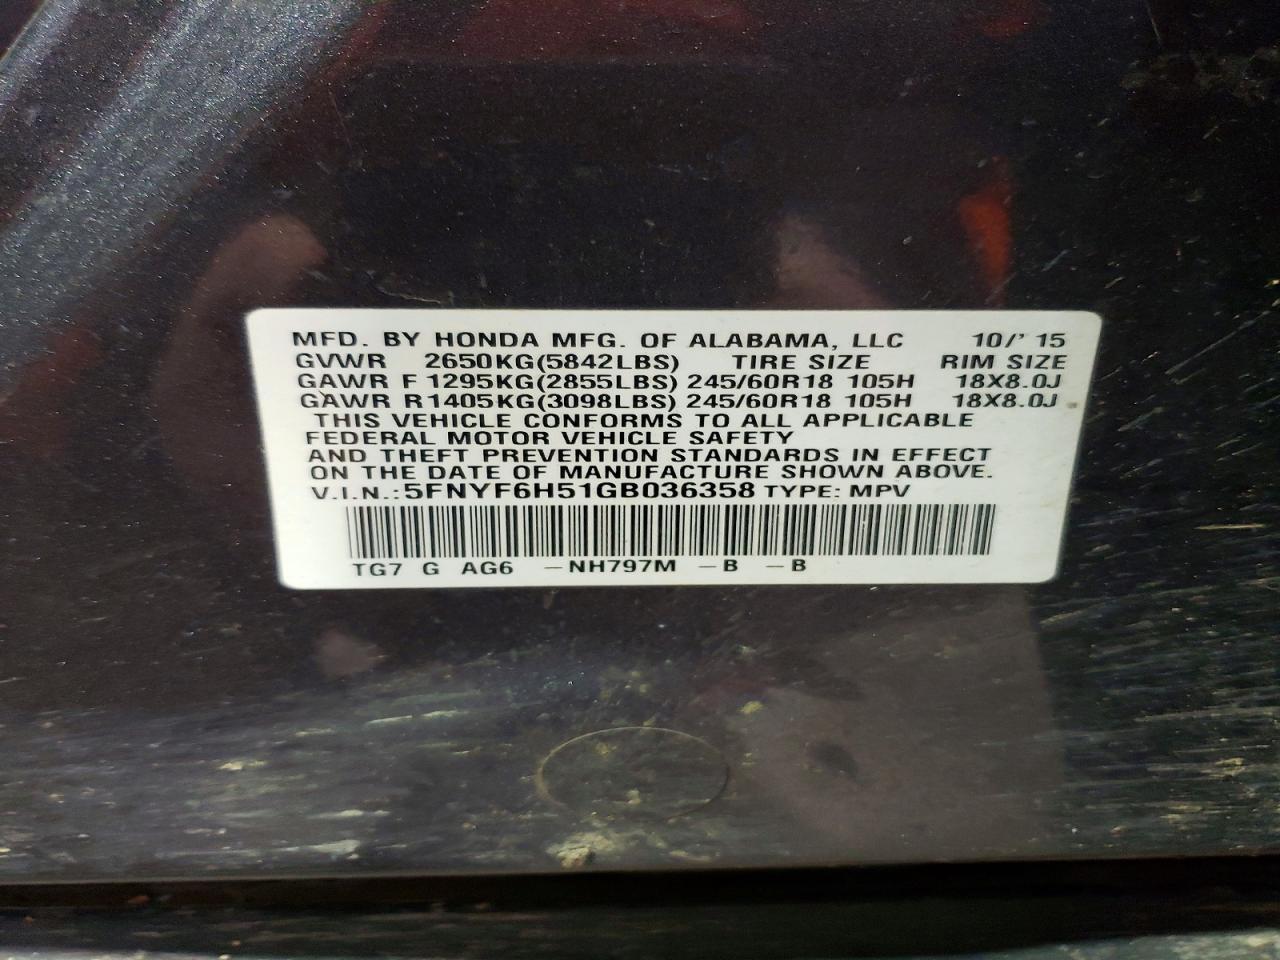 MFD. BY HONDA MFG. OF ALABAMA, LLC 10/' 15
GVWR 2650KG(5842LBS) TIRE SIZE RIM SIZE
GAWR F 1295KG(2855LBS) 245/60R18 105H 18X8.0J
GAWR R1405KG(3098LBS) 245/60R18 105H 18X8.0J
THIS VEHICLE CONFORMS TO ALL APPLICABLE
FEDERAL MOTOR VEHICLE SAFETY
AND THEFT PREVENTION STANDARDS IN EFFECT
ON THE DATE OF MANUFACTURE SHOWN ABOVE.
V.I.N.:5FNYF6H51GB036358 TYPE: MPV
TG7 G AG6 -NH797M -B -B